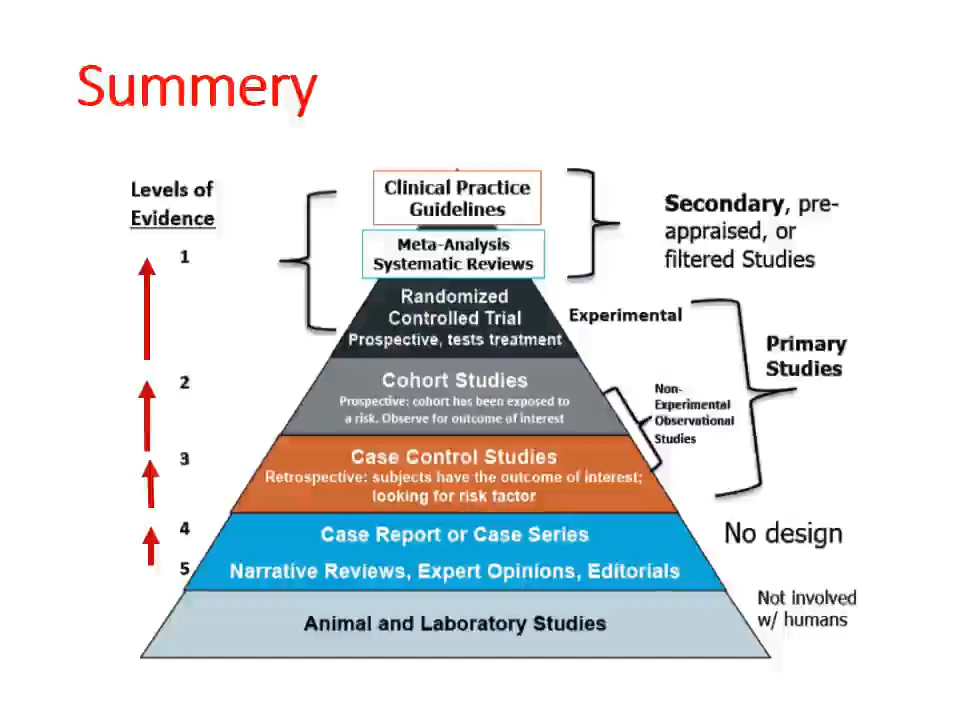 Summery
Levels of
Evidence
1
2
3
4
5
Clinical Practice
Guidelines
Meta-Analysis
Systematic Reviews
Randomized
Controlled Trial
Prospective, tests treatment
Cohort Studies
Prospective: cohort has been exposed to
a risk. Observe for outcome of interest
Case Control Studies
Retrospective: subjects have the outcome of interest;
looking for risk factor
Case Report or Case Series
Narrative Reviews, Expert Opinions, Editorials
Animal and Laboratory Studies
Secondary, pre-
appraised, or
filtered Studies
Experimental
Primary
Studies
Non-
Experimental
Observational
Studies
No design
Not involved
w/ humans